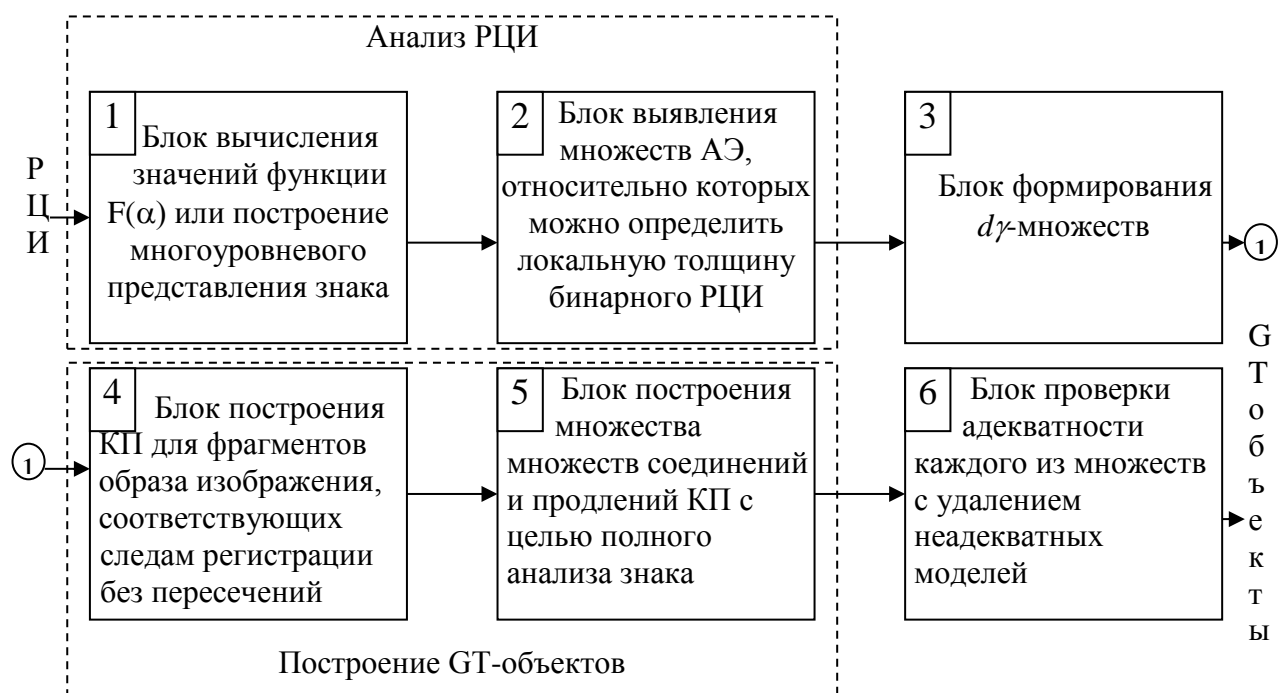 Анализ РЦИ
РЦИ
1
Блок вычисления
значений функции
F(α) или построение
многоуровневого
представления знака
2
Блок выявления
множеств АЭ,
относительно которых
можно определить
локальную толщину
бинарного РЦИ
3
Блок формирования
dγ-множеств
1
1
4
Блок построения
КП для фрагментов
образа изображения,
соответствующих
следам регистрации
без пересечений
5
Блок построения
множества
множеств соединений
и продлений КП с
целью полного
анализа знака
6
Блок проверки
адекватности
каждого из множеств
с удалением
неадекватных
моделей
GTобъекты
Построение GT-объектов